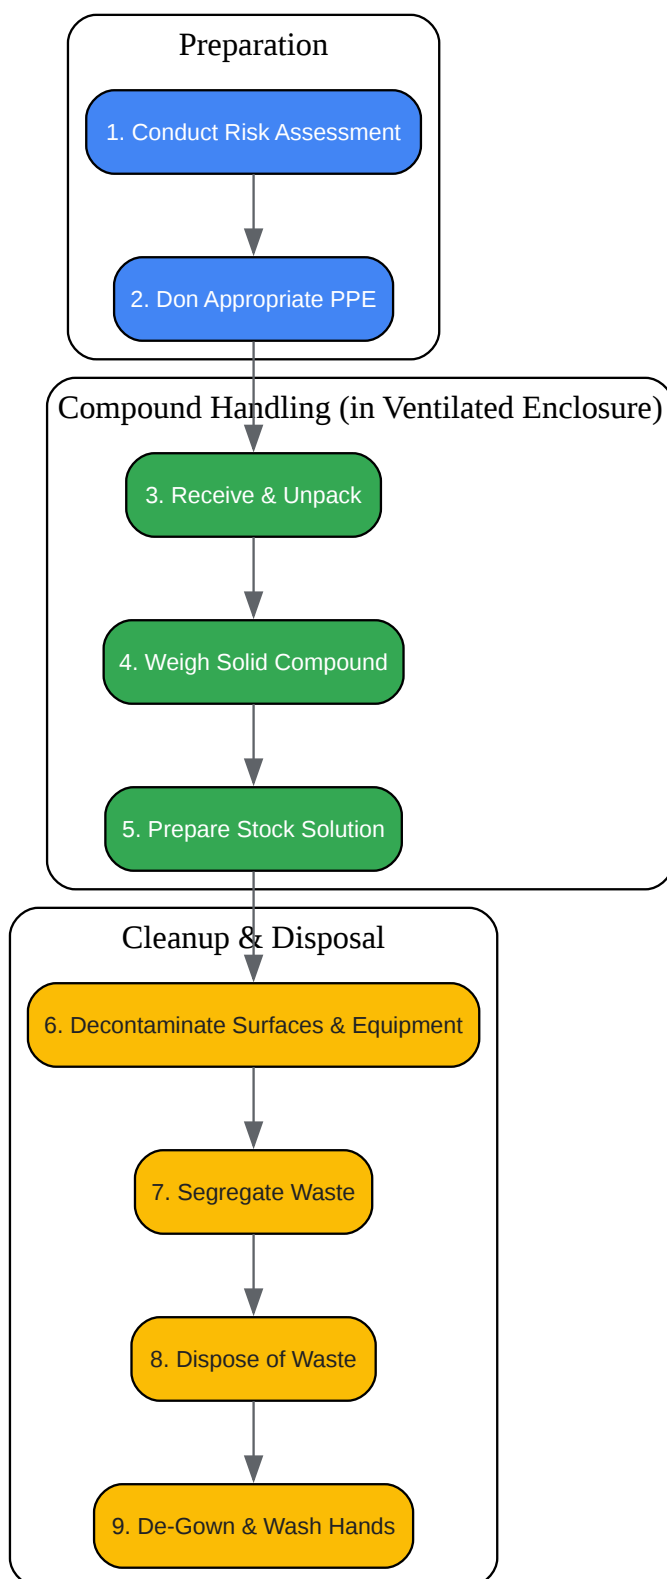 Preparation
1. Conduct Risk Assessment
2. Don Appropriate PPE
Compound Handling (in Ventilated Enclosure)
3. Receive & Unpack
4. Weigh Solid Compound
5. Prepare Stock Solution
Cleanup & Disposal
6. Decontaminate Surfaces & Equipment
7. Segregate Waste
8. Dispose of Waste
9. De-Gown & Wash Hands